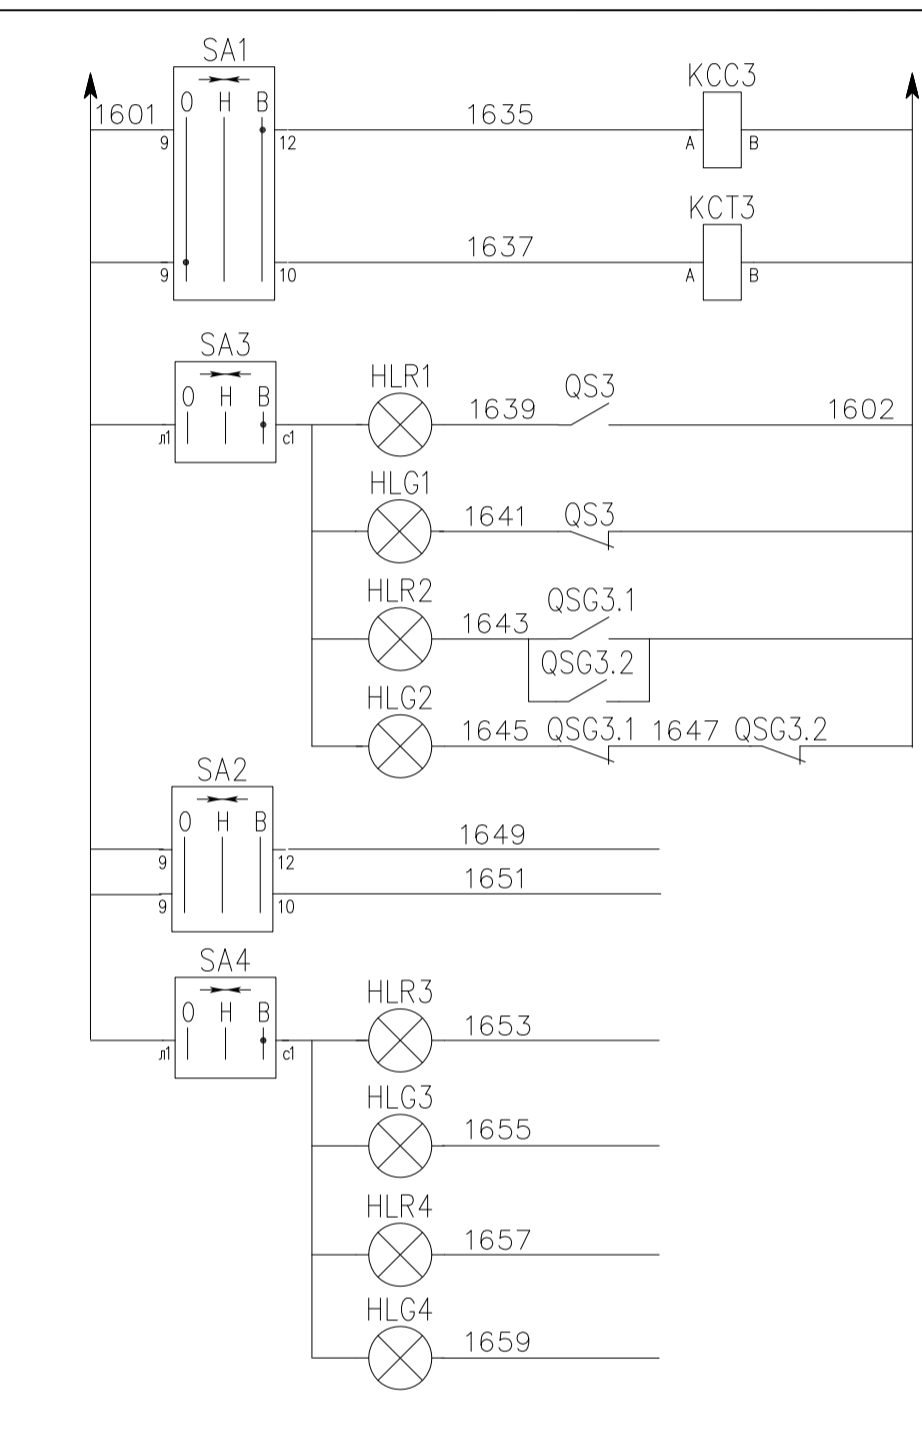 SA1
О Н В
KCC3
1601
9
12
1635
A
B
KCT3
9
10
1637
A
B
SA3
О Н В
л1
с1
HLR1
1639
QS3
1602
HLG1
1641
QS3
HLR2
1643
QSG3.1
QSG3.2
HLG2
1645
QSG3.1
1647
QSG3.2
SA2
О Н В
9
12
1649
9
10
1651
SA4
О Н В
л1
с1
HLR3
1653
HLG3
1655
HLR4
1657
HLG4
1659